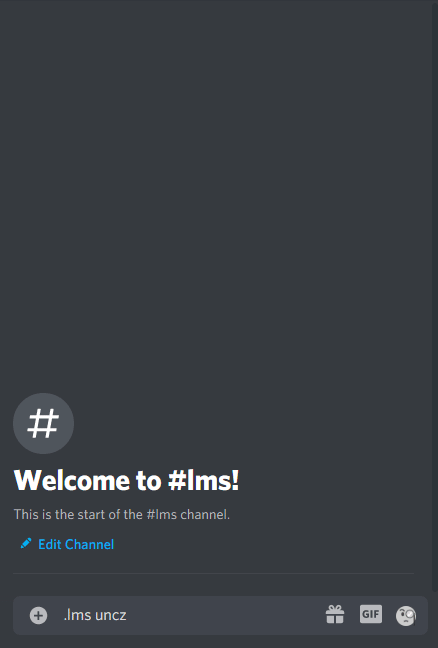 #
Welcome to #lms!
This is the start of the #lms channel.
Edit Channel
.lms uncz
GIF